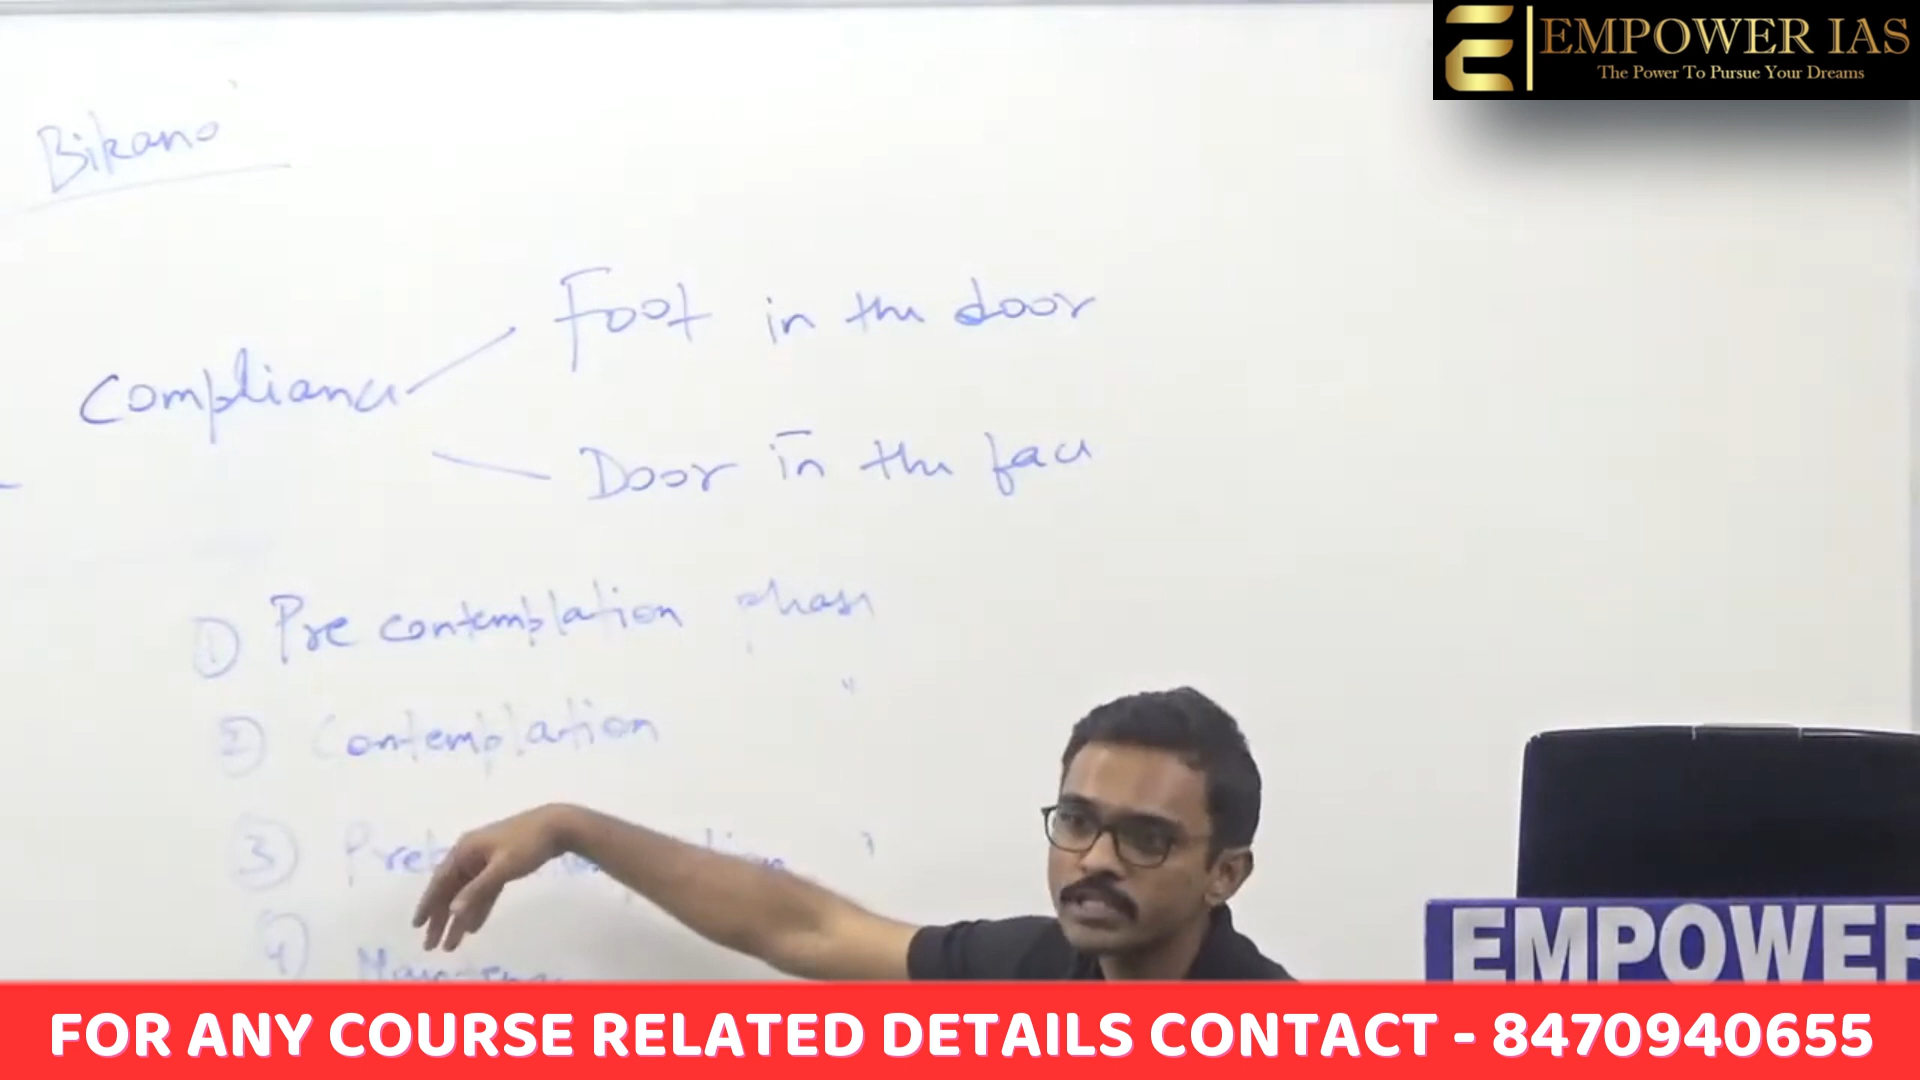 EMPOWER IAS
The Power To Pursue Your Dreams
Bikano
Compliance
Foot in the door
Door in the face
1 Pre contemplation phase
2 Contemplation "
3
4
EMPOWER
FOR ANY COURSE RELATED DETAILS CONTACT - 8470940655